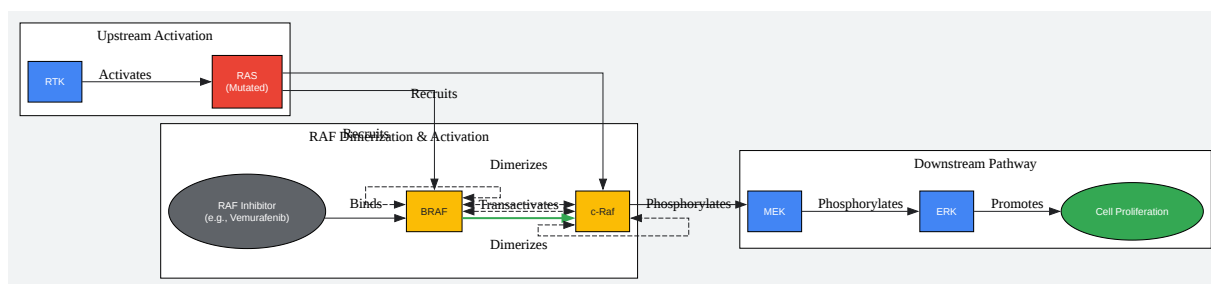 Upstream Activation
RTK
Activates
RAS
(Mutated)
Recruits
Recruits
RAF Dimerization & Activation
Dimerizes
RAF Inhibitor
(e.g., Vemurafenib)
Binds
BRAF
Transactivates
c-Raf
Dimerizes
Phosphorylates
Downstream Pathway
MEK
Phosphorylates
ERK
Promotes
Cell Proliferation